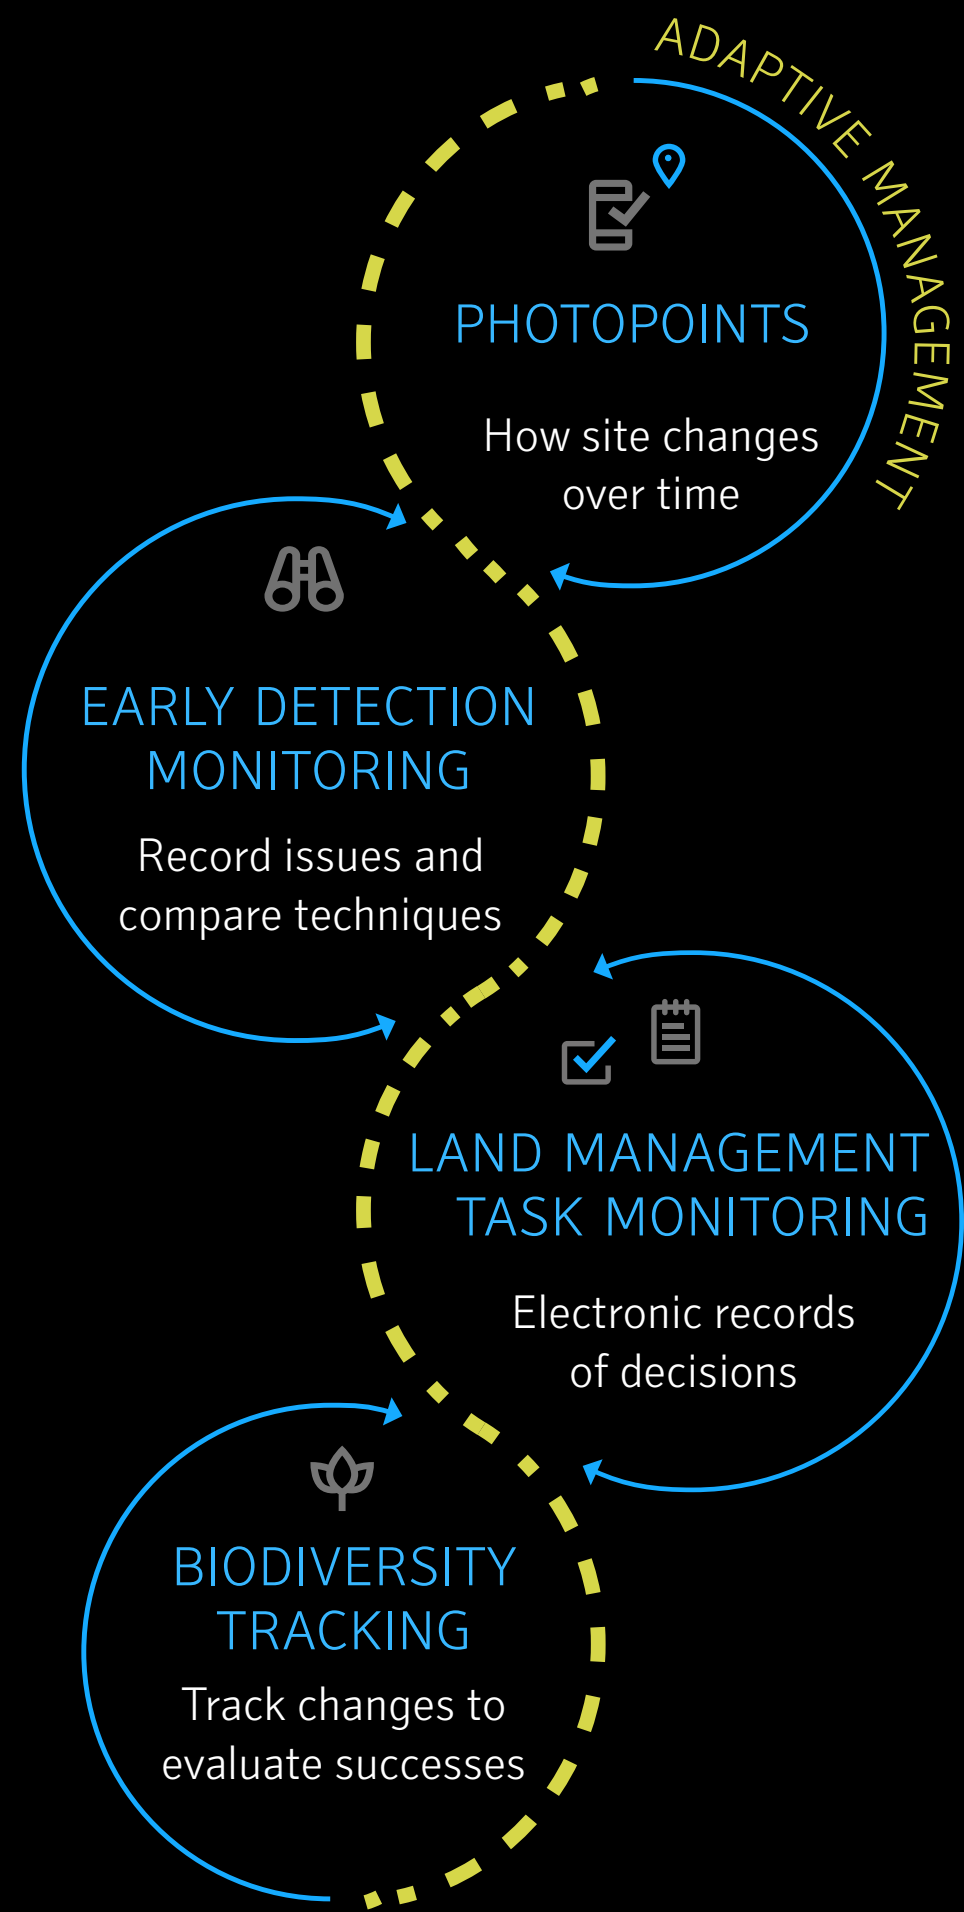 ADAPTIVE MANAGEMENT
PHOTOPOINTS
How site changes
over time
EARLY DETECTION
MONITORING
Record issues and
compare techniques
LAND MANAGEMENT
TASK MONITORING
Electronic records
of decisions
BIODIVERSITY
TRACKING
Track changes to
evaluate successes